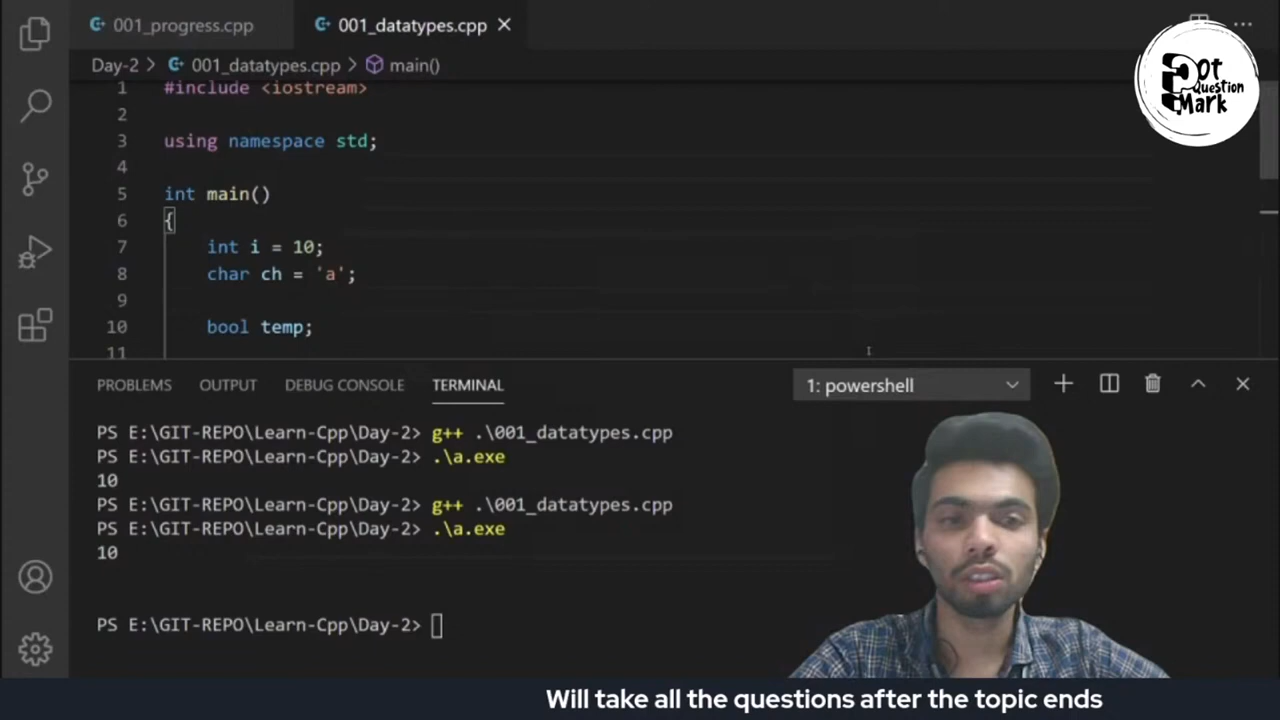 001_progress.cpp
001_datatypes.cpp
Day-2 > 001_datatypes.cpp > main()
Dot
Question
Mark
1 #include <iostream>
2
3 using namespace std;
4
5 int main()
6 {
7 int i = 10;
8 char ch = 'a';
9
10 bool temp;
11
PROBLEMS OUTPUT DEBUG CONSOLE TERMINAL 1: powershell
PS E:\GIT-REPO\Learn-Cpp\Day-2> g++ .\001_datatypes.cpp
PS E:\GIT-REPO\Learn-Cpp\Day-2> .\a.exe
10
PS E:\GIT-REPO\Learn-Cpp\Day-2> g++ .\001_datatypes.cpp
PS E:\GIT-REPO\Learn-Cpp\Day-2> .\a.exe
10
PS E:\GIT-REPO\Learn-Cpp\Day-2>
Will take all the questions after the topic ends